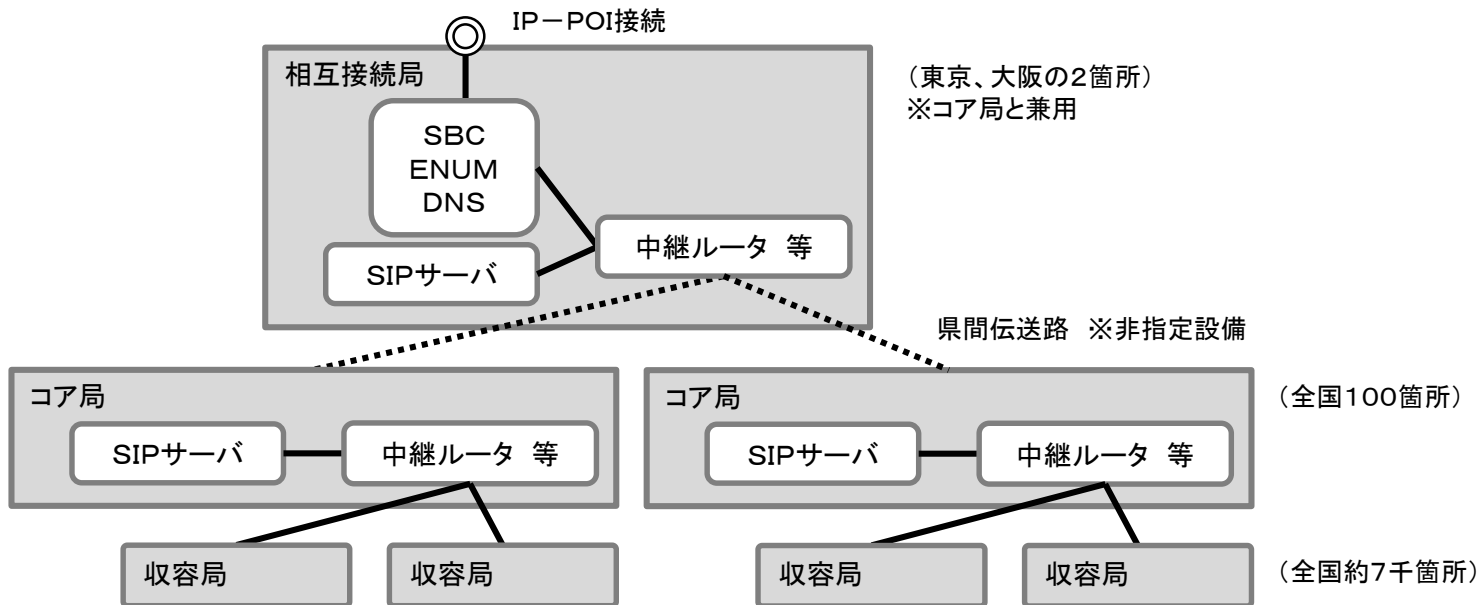 IP－POI接続
相互接続局
（東京、大阪の２箇所）
※コア局と兼用
SBC
ENUM
DNS
中継ルータ 等
SIPサーバ
県間伝送路 ※非指定設備
コア局
コア局
（全国１００箇所）
SIPサーバ
中継ルータ 等
SIPサーバ
中継ルータ 等
収容局
収容局
収容局
収容局
（全国約７千箇所）